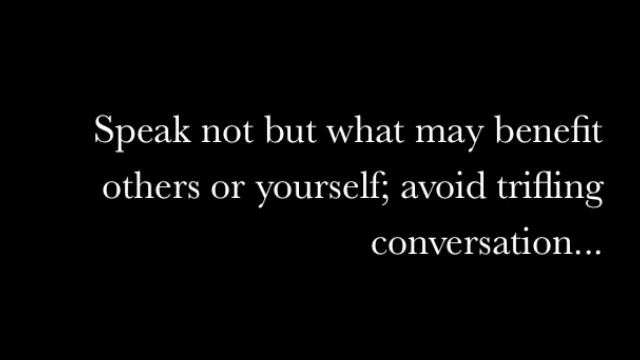 Speak not but what may benefit
others or yourself; avoid trifling
conversation...